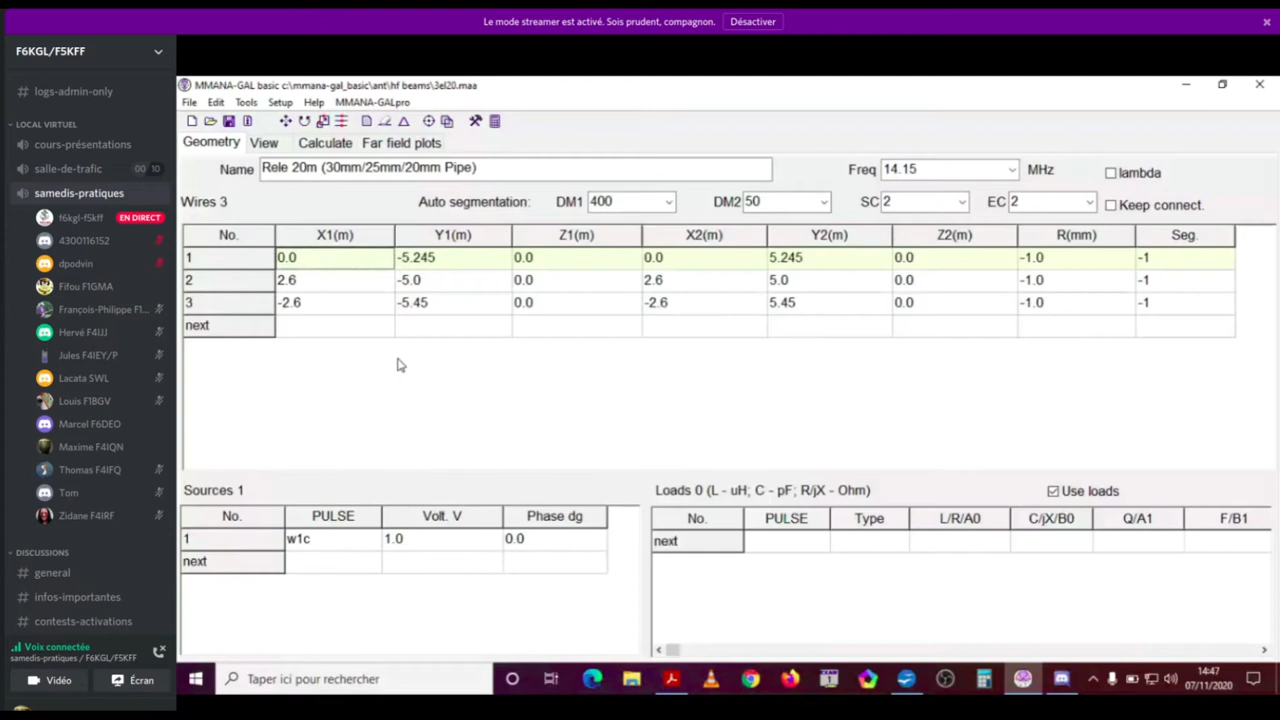 Le mode streamer est activé. Sois prudent, compagnon.
Désactiver
F6KGL/F5KFF
# logs-admin-only
LOCAL VIRTUEL
cours-présentations
salle-de-trafic 00 10
samedis-pratiques
f6kgl-f5kff EN DIRECT
4300116152
dpodvin
Fifou F1GMA
François-Philippe F1...
Hervé F4IJJ
Jules F4IEY/P
Lacata SWL
Louis F1BGV
Marcel F6DEO
Maxime F4IQN
Thomas F4IFQ
Tom
Zidane F4IRF
DISCUSSIONS
# general
# infos-importantes
# contests-activations
Voix connectée
samedis-pratiques / F6KGL/F5KFF
Vidéo Écran
MMANA-GAL basic c:\mmana-gal_basic\ant\hf beams\3el20.maa
File Edit Tools Setup Help MMANA-GALpro
Geometry View Calculate Far field plots
Name Rele 20m (30mm/25mm/20mm Pipe) Freq 14.15 MHz lambda
Wires 3 Auto segmentation: DM1 400 DM2 50 SC 2 EC 2 Keep connect.
No. X1(m) Y1(m) Z1(m) X2(m) Y2(m) Z2(m) R(mm) Seg.
1 0.0 -5.245 0.0 0.0 5.245 0.0 -1.0 -1
2 2.6 -5.0 0.0 2.6 5.0 0.0 -1.0 -1
3 -2.6 -5.45 0.0 -2.6 5.45 0.0 -1.0 -1
next
Sources 1
No. PULSE Volt. V Phase dg
1 w1c 1.0 0.0
next
Loads 0 (L - uH; C - pF; R/jX - Ohm) Use loads
No. PULSE Type L/R/A0 C/jX/B0 Q/A1 F/B1
next
Taper ici pour rechercher
14:47
07/11/2020